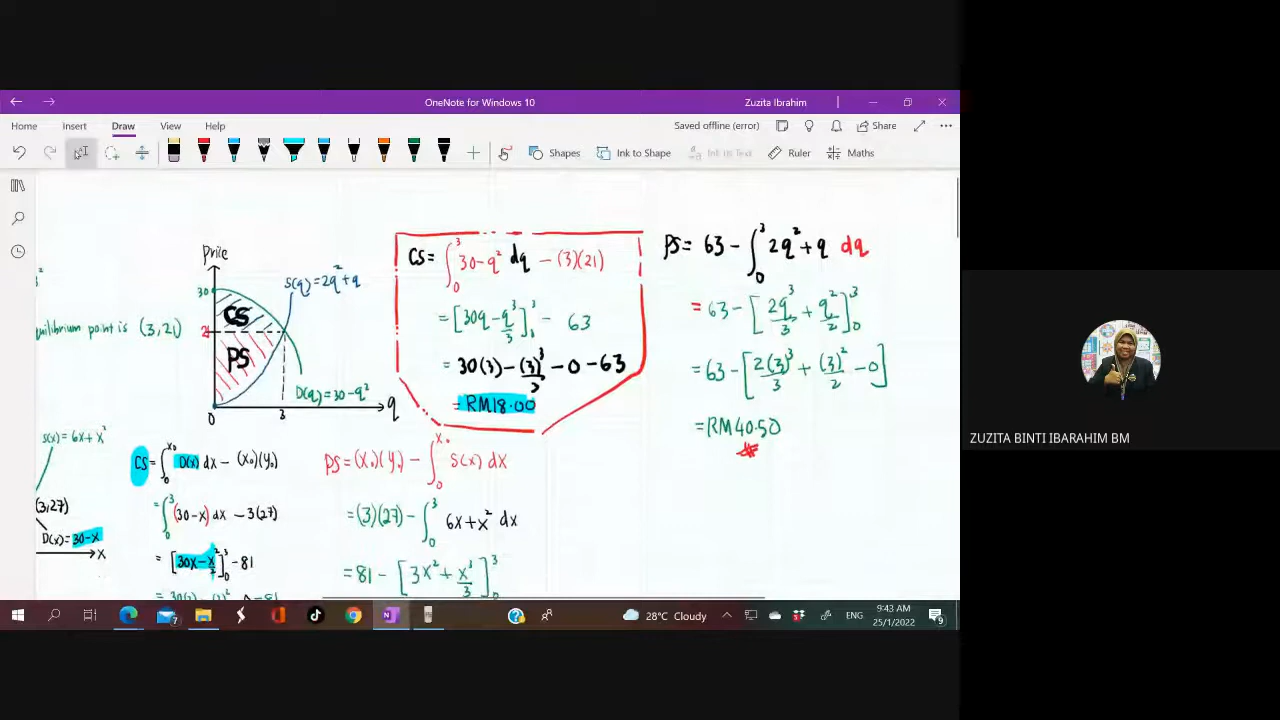 OneNote for Windows 10
Zuzita Ibrahim
Home Insert Draw View Help
Saved offline (error)
Share
Shapes
Ink to Shape
Ink to Text
Ruler
Maths
Price
30
21
0
3
q
CS
PS
S(q) = 2q²+q
D(q) = 30 - q²
uilibrium point is (3,21)
CS = ∫₀³ 30-q² dq - (3)(21)
= [30q - q³/3]³ - 63
= 30(3) - (3)³/3 - 0 - 63
= RM18.00
PS = 63 - ∫₀³ 2q²+q dq
= 63 - [2q³/3 + q²/2]₀³
= 63 - [2(3)³/3 + (3)²/2 - 0]
= RM40.50
S(x) = 6x + x²
(3,27)
D(x) = 30-x
x
CS = ∫₀^x₀ D(x) dx - (x₀)(y₀)
= ∫₀³ (30-x) dx - 3(27)
= [30x - x²/2]₀³ - 81
PS = (x₀)(y₀) - ∫₀^x₀ S(x) dx
= (3)(27) - ∫₀³ 6x + x² dx
= 81 - [3x² + x³/3]₀³
ZUZITA BINTI IBARAHIM BM
28°C Cloudy
ENG
9:43 AM
25/1/2022